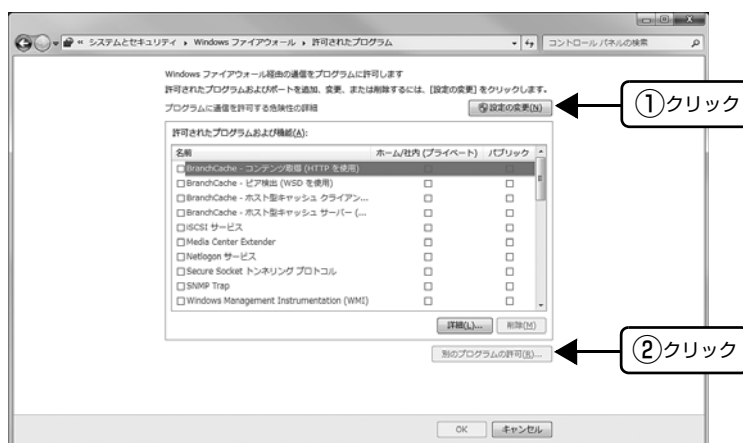 « システムとセキュリティ ▸ Windows ファイアウォール ▸ 許可されたプログラム
コントロール パネルの検索
Windows ファイアウォール経由の通信をプログラムに許可します
許可されたプログラムおよびポートを追加、変更、または削除するには、[設定の変更] をクリックします。
プログラムに通信を許可する危険性の詳細
設定の変更(N)
①クリック
許可されたプログラムおよび機能(A):
名前 ホーム/社内 (プライベート) パブリック
BranchCache - コンテンツ取得 (HTTP を使用)
BranchCache - ピア検出 (WSD を使用)
BranchCache - ホスト型キャッシュ クライアン...
BranchCache - ホスト型キャッシュ サーバー (...
iSCSI サービス
Media Center Extender
Netlogon サービス
Secure Socket トンネリング プロトコル
SNMP Trap
Windows Management Instrumentation (WMI)
詳細(L)... 削除(M)
別のプログラムの許可(R)...
②クリック
OK キャンセル